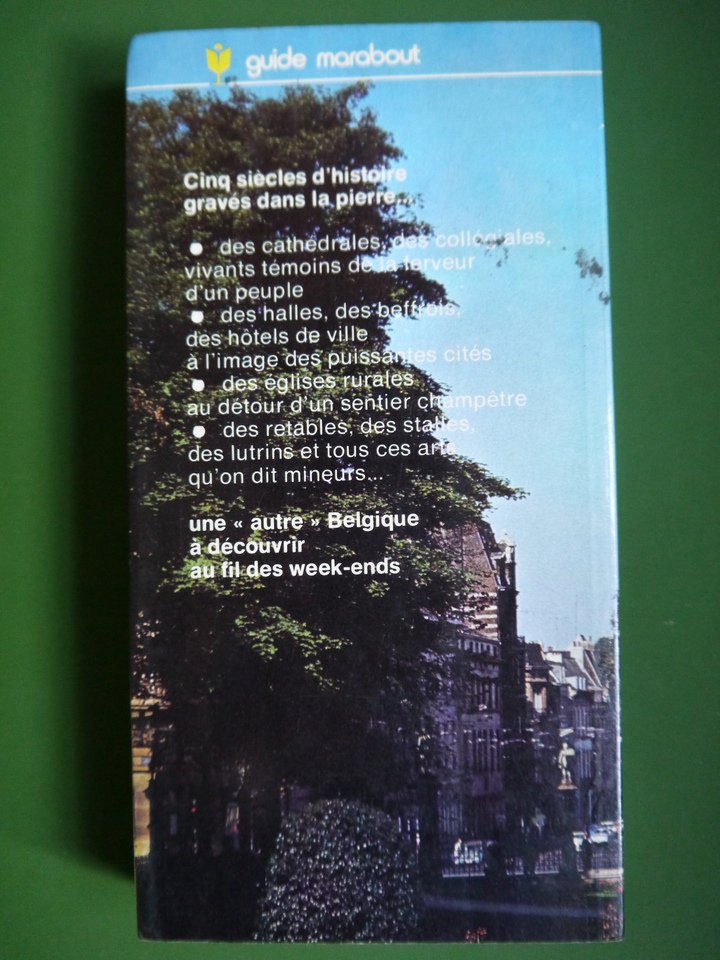 guide marabout
Cinq siècles d'histoire
gravés dans la pierre...
● des cathédrales, des collégiales,
vivants témoins de la ferveur
d'un peuple
● des halles, des beffrois,
des hôtels de ville
à l'image des puissantes cités
● des églises rurales
au détour d'un sentier champêtre
● des retables, des stalles,
des lutrins et tous ces arts
qu'on dit mineurs...
une « autre » Belgique
à découvrir
au fil des week-ends